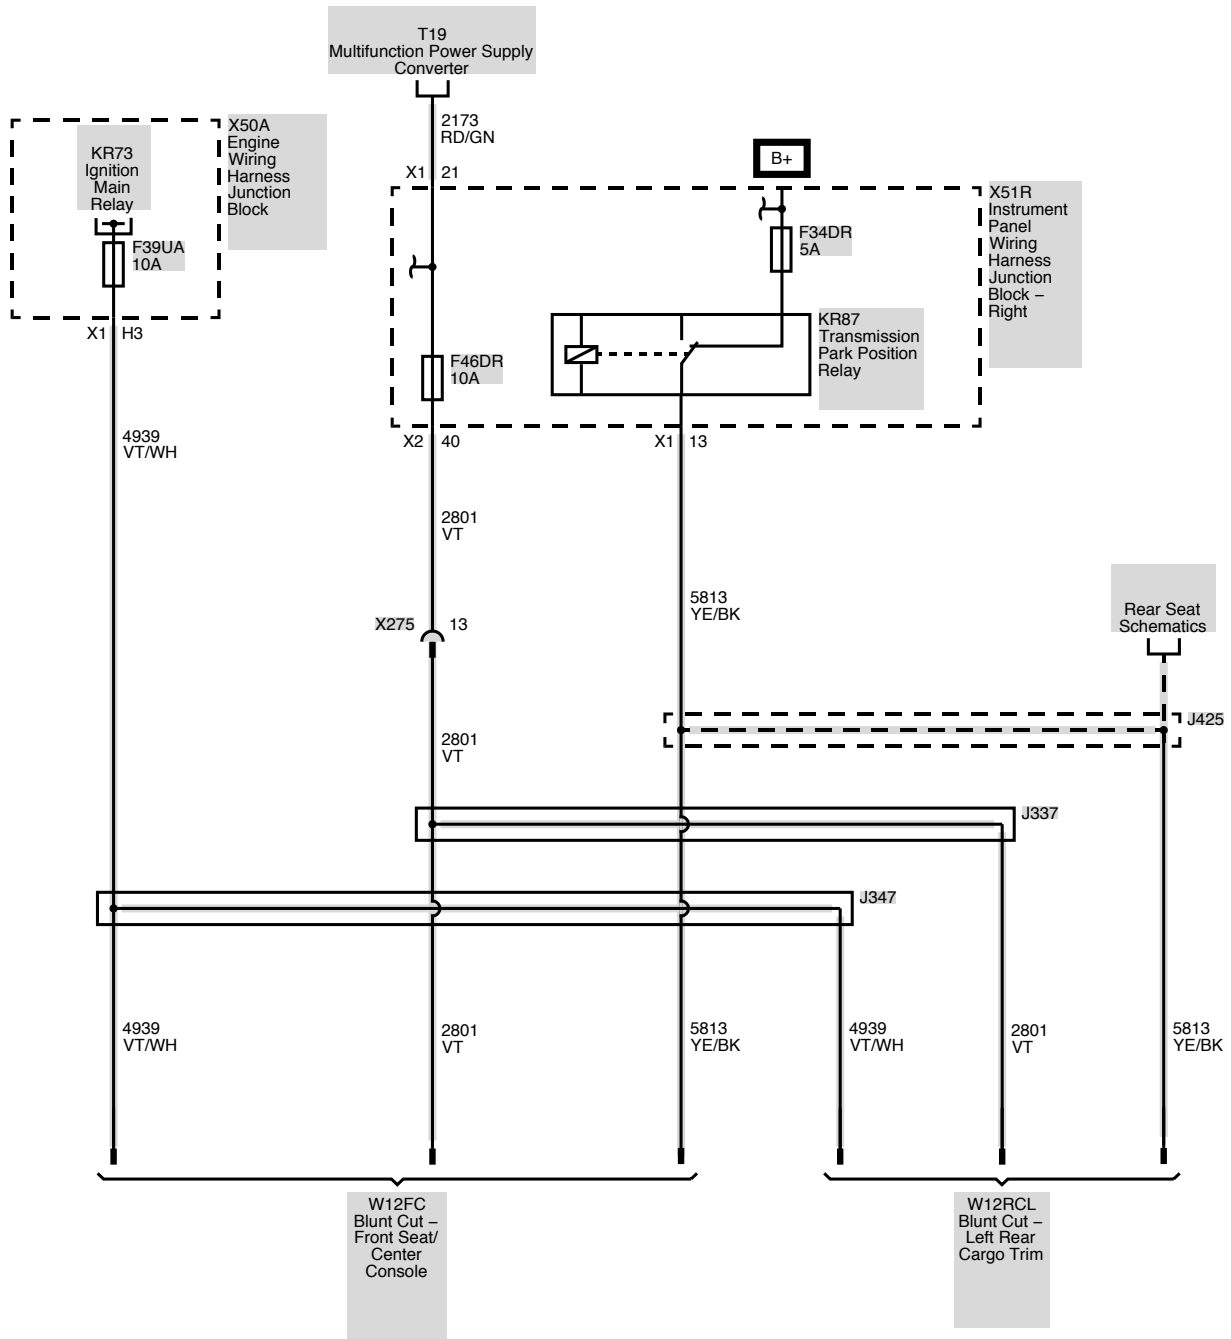 T19
Multifunction Power Supply
Converter
2173
RD/GN
X1 21
X50A
Engine
Wiring
Harness
Junction
Block
KR73
Ignition
Main
Relay
F39UA
10A
X1 H3
B+
F34DR
5A
X51R
Instrument
Panel
Wiring
Harness
Junction
Block –
Right
KR87
Transmission
Park Position
Relay
F46DR
10A
X2 40
X1 13
4939
VT/WH
2801
VT
5813
YE/BK
X275 13
Rear Seat
Schematics
J425
2801
VT
J337
J347
4939
VT/WH
2801
VT
5813
YE/BK
4939
VT/WH
2801
VT
5813
YE/BK
W12FC
Blunt Cut –
Front Seat/
Center
Console
W12RCL
Blunt Cut –
Left Rear
Cargo Trim